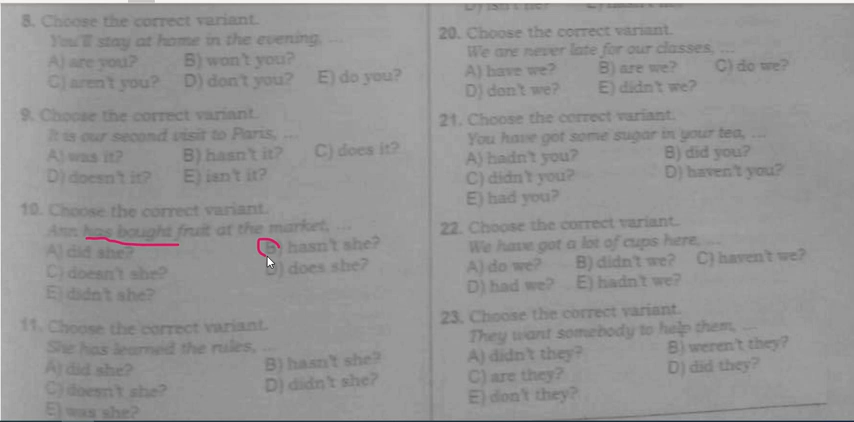 8. Choose the correct variant.
You'll stay at home in the evening, ...
A) are you? B) won't you?
C) aren't you? D) don't you? E) do you?
9. Choose the correct variant.
It is our second visit to Paris, ...
A) was it? B) hasn't it? C) does it?
D) doesn't it? E) isn't it?
10. Choose the correct variant.
Ann has bought fruit at the market, ...
A) did she? B) hasn't she?
C) doesn't she? D) does she?
E) didn't she?
11. Choose the correct variant.
She has learned the rules, ...
A) did she? B) hasn't she?
C) doesn't she? D) didn't she?
E) was she?
20. Choose the correct variant.
We are never late for our classes, ...
A) have we? B) are we? C) do we?
D) don't we? E) didn't we?
21. Choose the correct variant.
You have got some sugar in your tea, ...
A) hadn't you? B) did you?
C) didn't you? D) haven't you?
E) had you?
22. Choose the correct variant.
We have got a lot of cups here, ...
A) do we? B) didn't we? C) haven't we?
D) had we? E) hadn't we?
23. Choose the correct variant.
They want somebody to help them, ...
A) didn't they? B) weren't they?
C) are they? D) did they?
E) don't they?